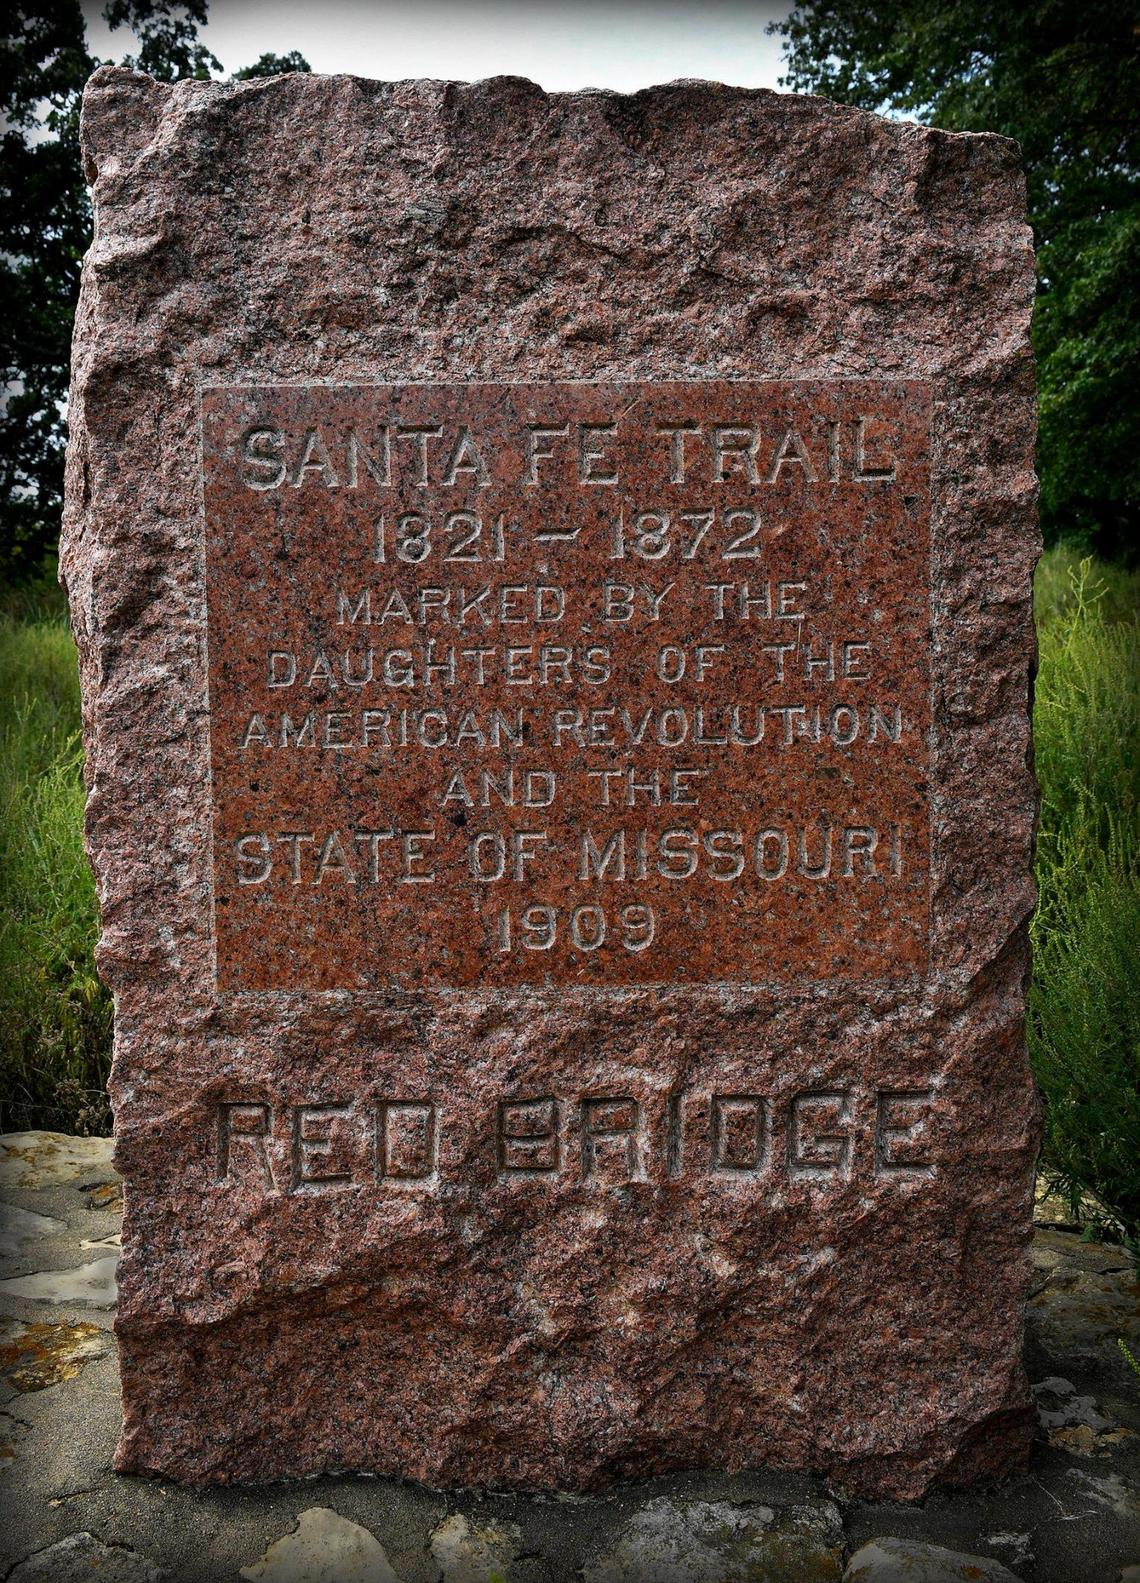 SANTA FE TRAIL
1821 – 1872
MARKED BY THE
DAUGHTERS OF THE
AMERICAN REVOLUTION
AND THE
STATE OF MISSOURI
1909
RED BRIDGE